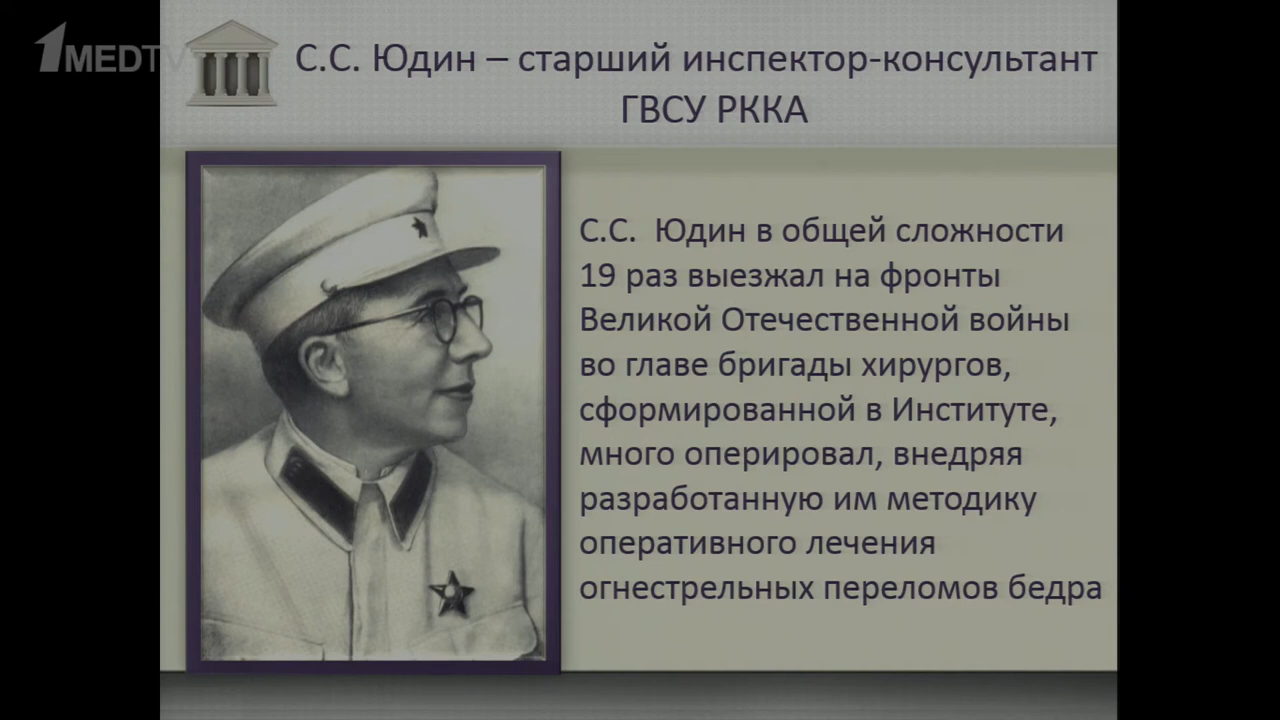 1MEDTV
С.С. Юдин – старший инспектор-консультант
ГВСУ РККА
С.С. Юдин в общей сложности
19 раз выезжал на фронты
Великой Отечественной войны
во главе бригады хирургов,
сформированной в Институте,
много оперировал, внедряя
разработанную им методику
оперативного лечения
огнестрельных переломов бедра